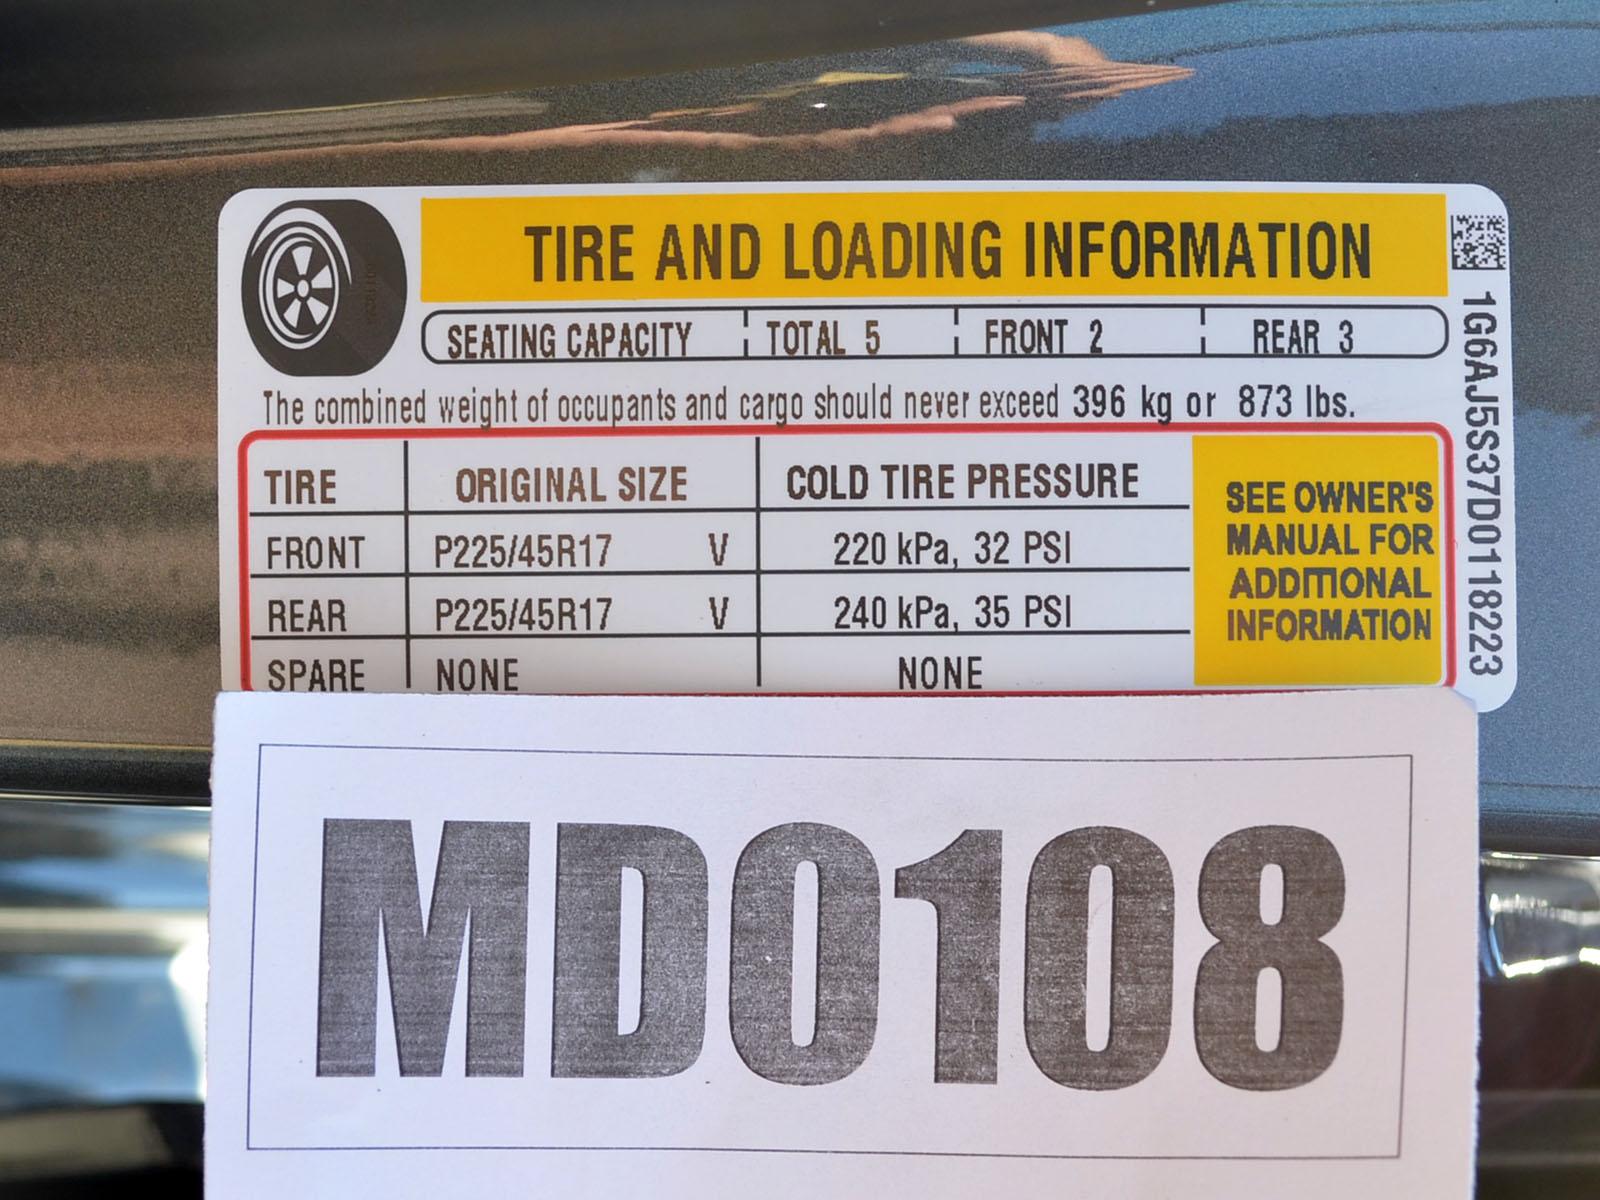 TIRE AND LOADING INFORMATION
SEATING CAPACITY TOTAL 5 FRONT 2 REAR 3
The combined weight of occupants and cargo should never exceed 396 kg or 873 lbs.
TIRE ORIGINAL SIZE COLD TIRE PRESSURE
FRONT P225/45R17 V 220 kPa, 32 PSI
REAR P225/45R17 V 240 kPa, 35 PSI
SPARE NONE NONE
SEE OWNER'S
MANUAL FOR
ADDITIONAL
INFORMATION
1G6AJ5S37D0118223
MD0108